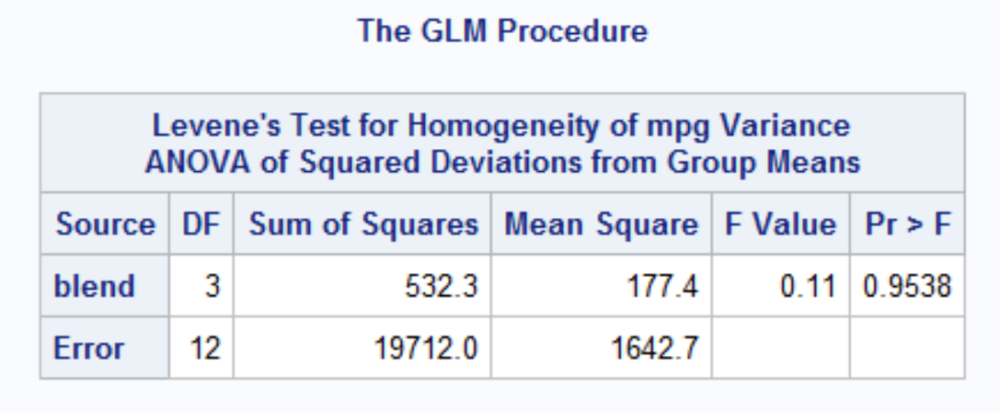 The GLM Procedure
Levene's Test for Homogeneity of mpg Variance
ANOVA of Squared Deviations from Group Means
Source DF Sum of Squares Mean Square F Value Pr > F
blend 3 532.3 177.4 0.11 0.9538
Error 12 19712.0 1642.7